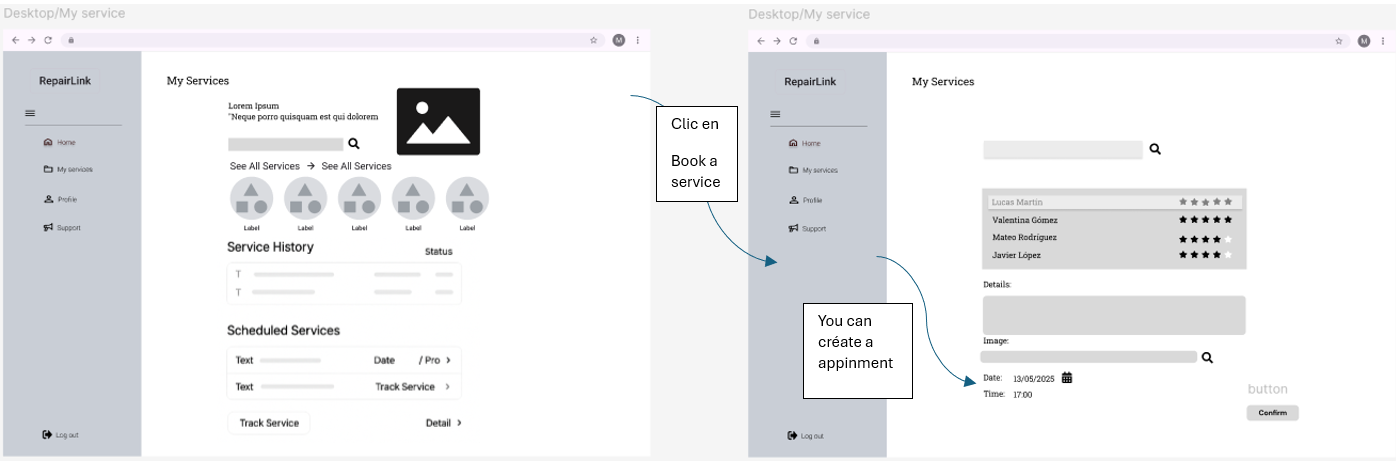 Desktop/My service
M
RepairLink
Home
My services
Profile
Support
Log out
My Services
Lorem Ipsum
"Neque porro quisquam est qui dolorem
See All Services → See All Services
Label Label Label Label Label
Service History Status
T
T
Scheduled Services
Text Date / Pro >
Text Track Service >
Track Service Detail >
Clic en
Book a
service
Desktop/My service
M
RepairLink
Home
My services
Profile
Support
Log out
My Services
Lucas Martín
Valentina Gómez
Mateo Rodríguez
Javier López
Details:
Image:
Date: 13/05/2025
Time: 17:00
button
Confirm
You can
créate a
appinment